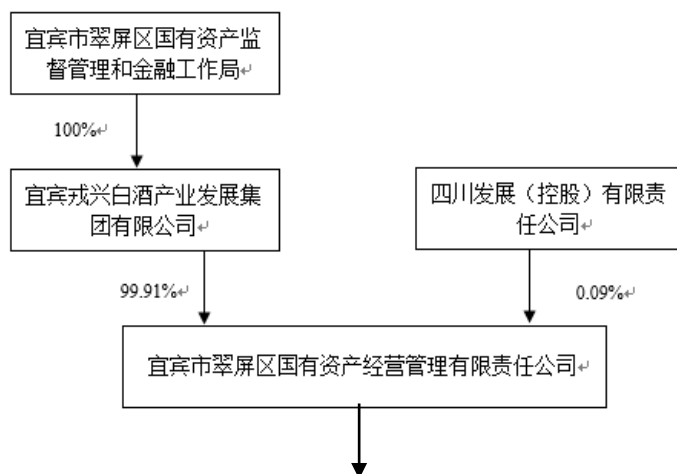 宜宾市翠屏区国有资产监
督管理和金融工作局↵
100%↵
宜宾戎兴白酒产业发展集
团有限公司↵
四川发展（控股）有限责
任公司↵
99.91%↵
0.09%↵
宜宾市翠屏区国有资产经营管理有限责任公司↵